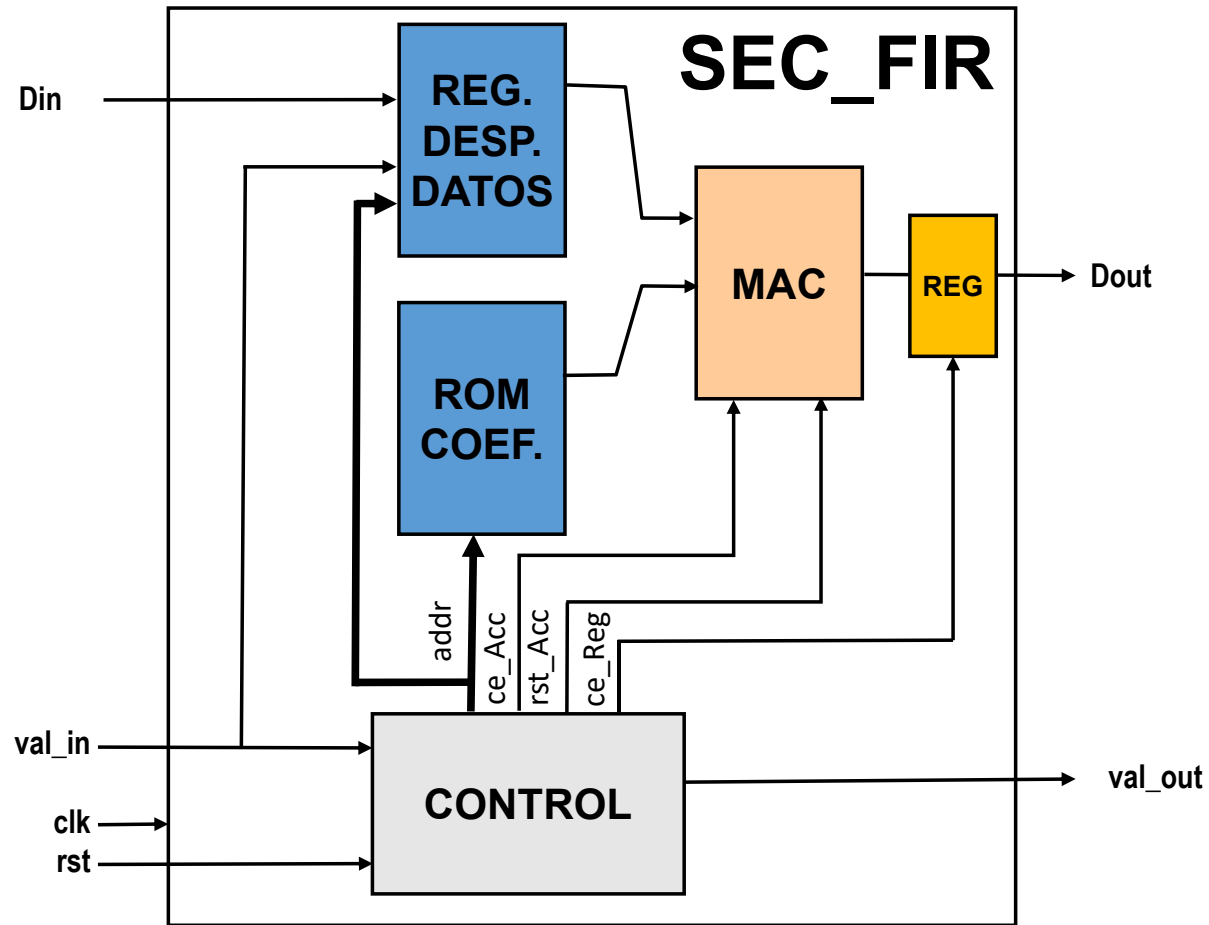 SEC_FIR
Din
REG.
DESP.
DATOS
MAC
REG
Dout
ROM
COEF.
addr
ce_Acc
rst_Acc
ce_Reg
val_in
CONTROL
val_out
clk
rst